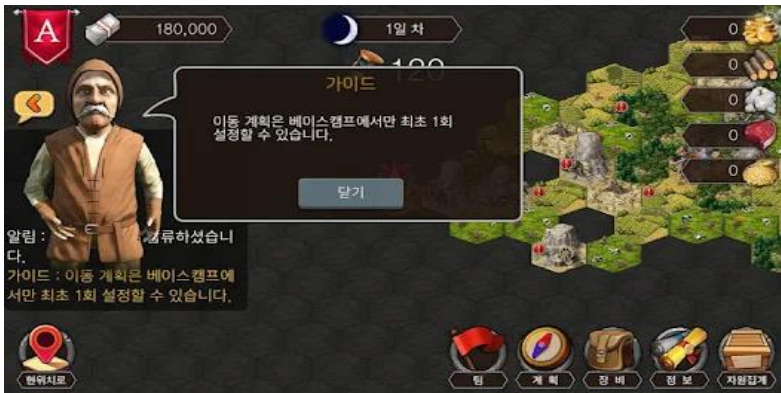 A
180,000
1일 차
0
120
가이드
0
이동 계획은 베이스캠프에서만 최초 1회
설정할 수 있습니다.
0
0
0
닫기
알림 : 류하셨습니
다.
가이드 : 이동 계획은 베이스캠프에
서만 최초 1회 설정할 수 있습니다.
현위치로
팀
계 획
장 비
정 보
자원집계